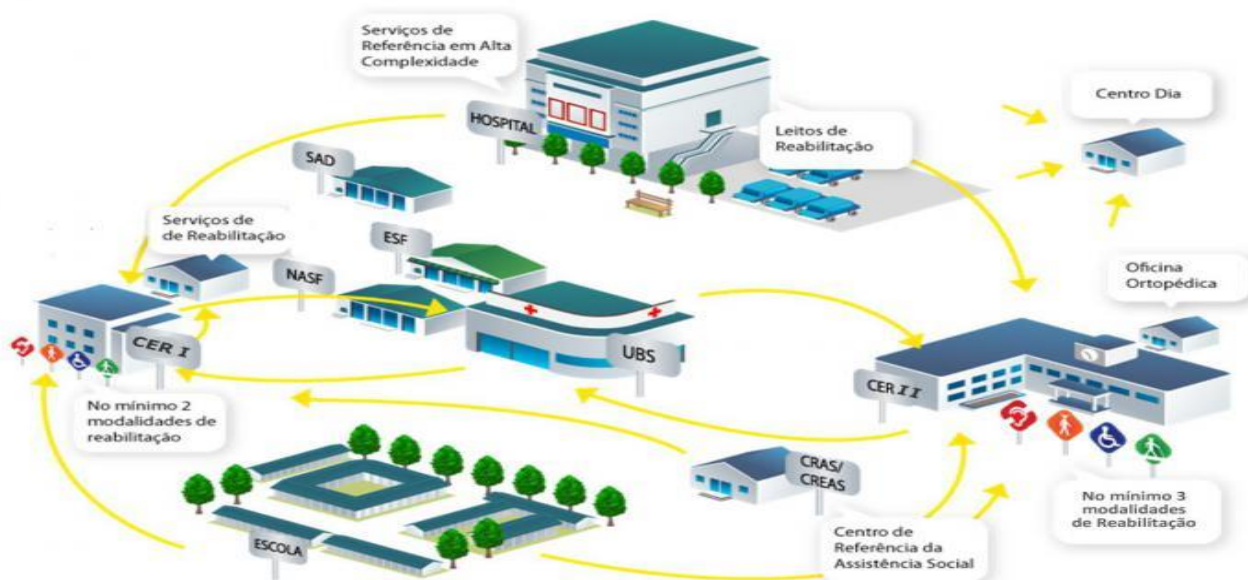 Serviços de
Referência em Alta
Complexidade
HOSPITAL
Leitos de
Reabilitação
Centro Dia
SAD
Serviços de
de Reabilitação
ESF
NASF
Oficina
Ortopédica
CER I
UBS
CER II
No mínimo 2
modalidades de
reabilitação
CRAS/
CREAS
No mínimo 3
modalidades
de Reabilitação
ESCOLA
Centro de
Referência da
Assistência Social